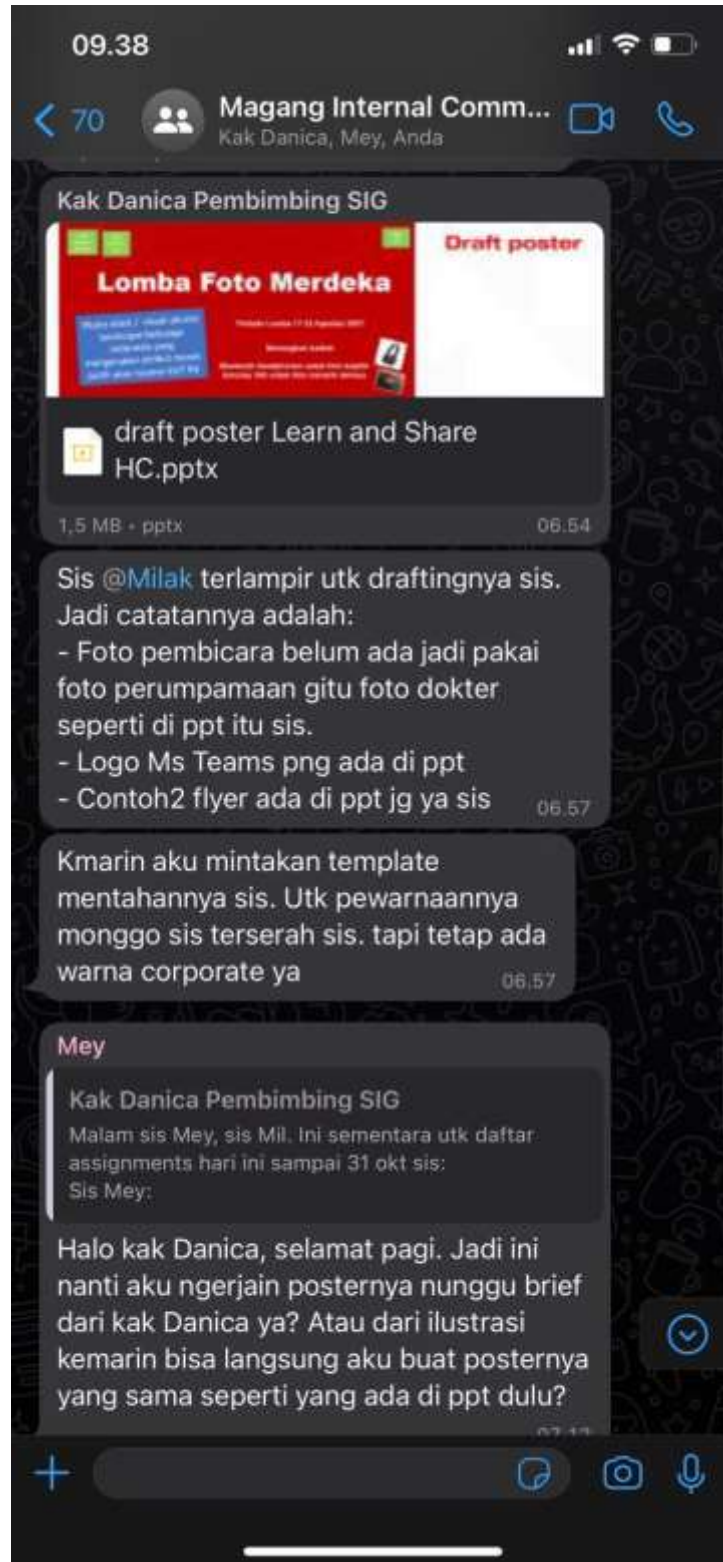 09.38
70
Magang Internal Comm...
Kak Danica, Mey, Anda
Kak Danica Pembimbing SIG
Draft poster
Lomba Foto Merdeka
draft poster Learn and Share
HC.pptx
1,5 MB • pptx
06.54
Sis @Milak terlampir utk draftingnya sis.
Jadi catatannya adalah:
- Foto pembicara belum ada jadi pakai
foto perumpamaan gitu foto dokter
seperti di ppt itu sis.
- Logo Ms Teams png ada di ppt
- Contoh2 flyer ada di ppt jg ya sis
06.57
Kmarin aku mintakan template
mentahannya sis. Utk pewarnaannya
monggo sis terserah sis. tapi tetap ada
warna corporate ya
06.57
Mey
Kak Danica Pembimbing SIG
Malam sis Mey, sis Mil. Ini sementara utk daftar
assignments hari ini sampai 31 okt sis:
Sis Mey:
Halo kak Danica, selamat pagi. Jadi ini
nanti aku ngerjain posternya nunggu brief
dari kak Danica ya? Atau dari ilustrasi
kemarin bisa langsung aku buat posternya
yang sama seperti yang ada di ppt dulu?